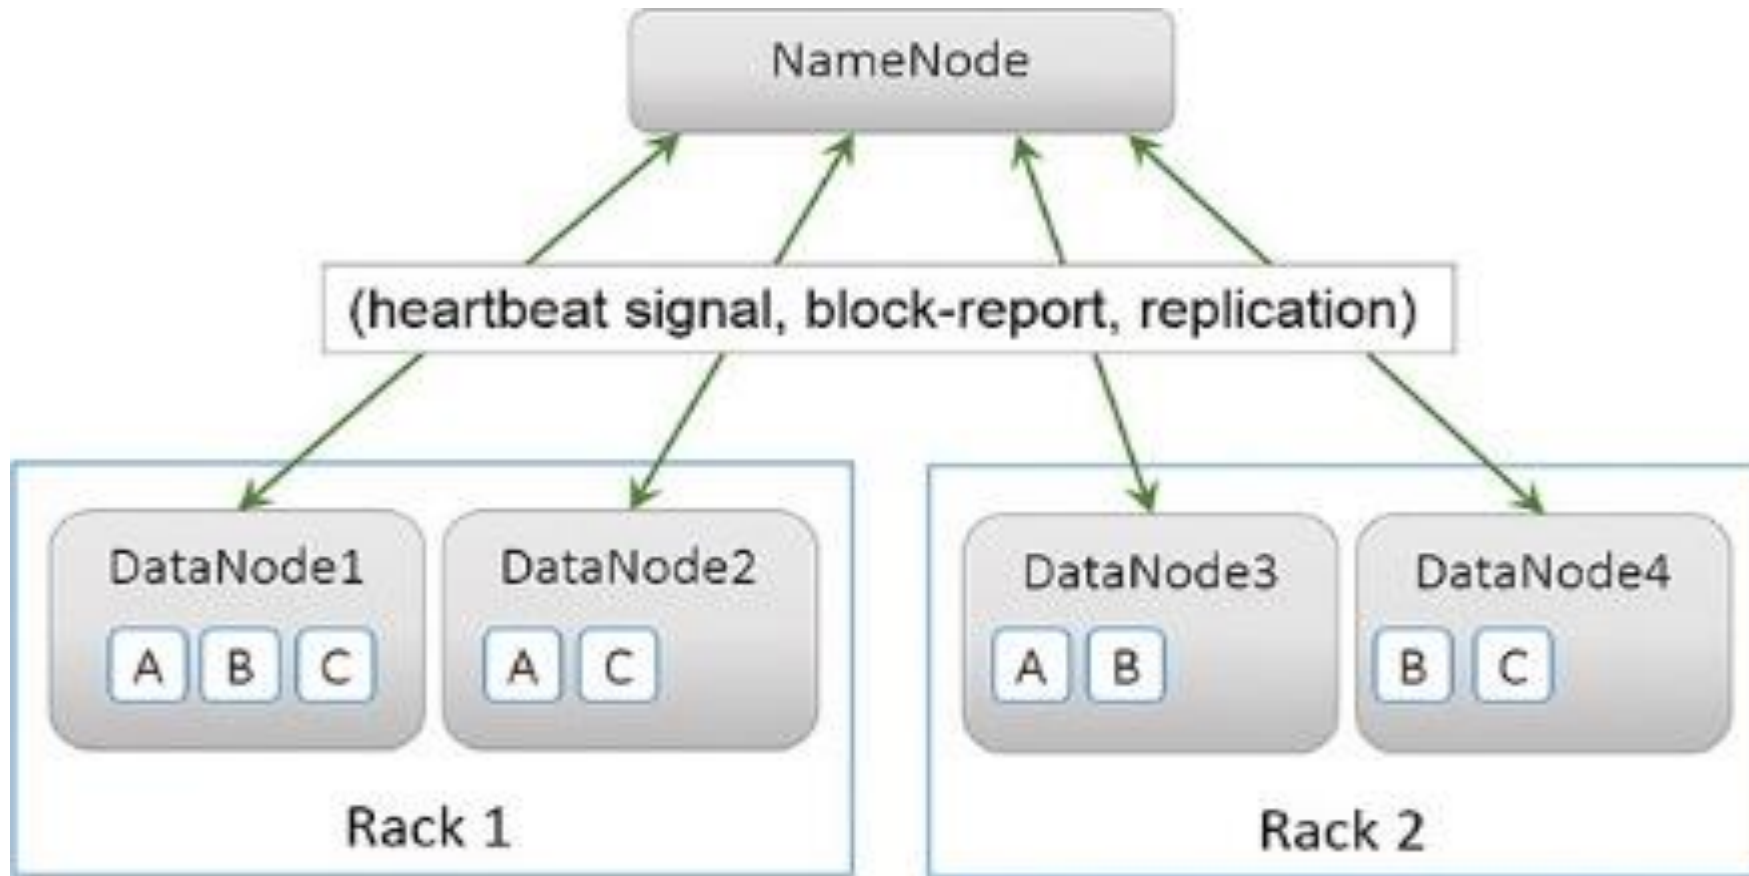 NameNode
(heartbeat signal, block-report, replication)
DataNode1
A B C
DataNode2
A C
Rack 1
DataNode3
A B
DataNode4
B C
Rack 2